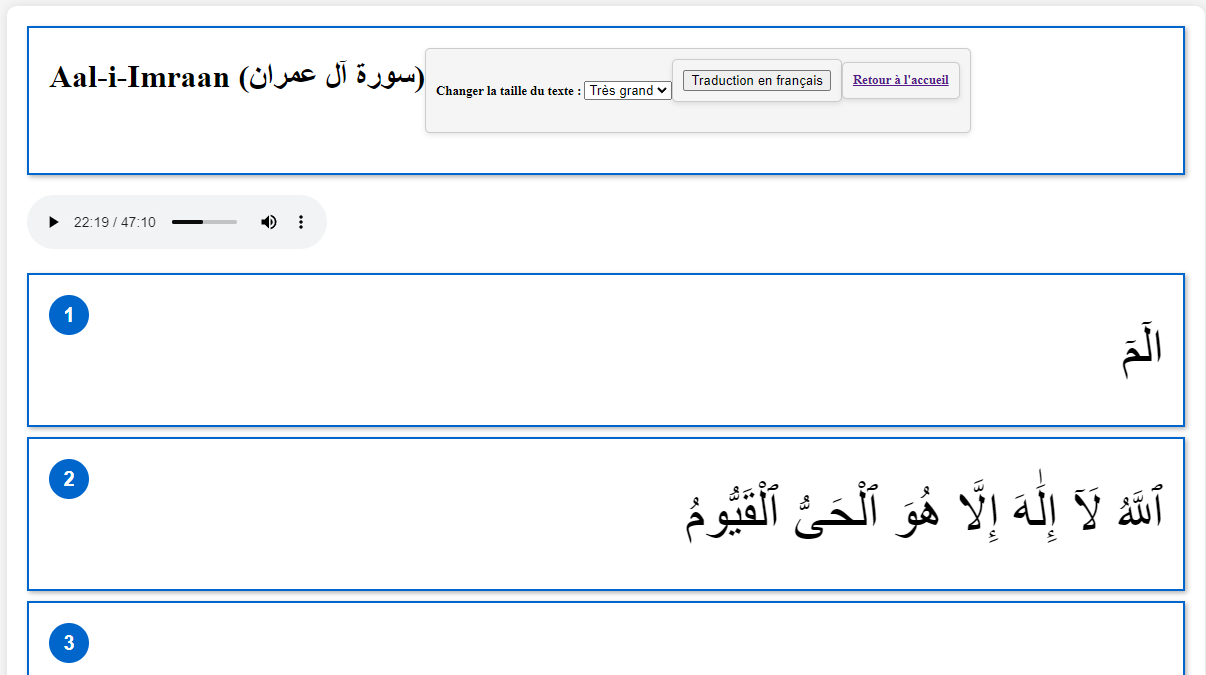 Aal-i-Imraan (سورة آل عمران)
Changer la taille du texte : Très grand
Traduction en français
Retour à l'accueil
22:19 / 47:10
1
الٓمٓ
2
ٱللَّهُ لَآ إِلَٰهَ إِلَّا هُوَ ٱلْحَىُّ ٱلْقَيُّومُ
3